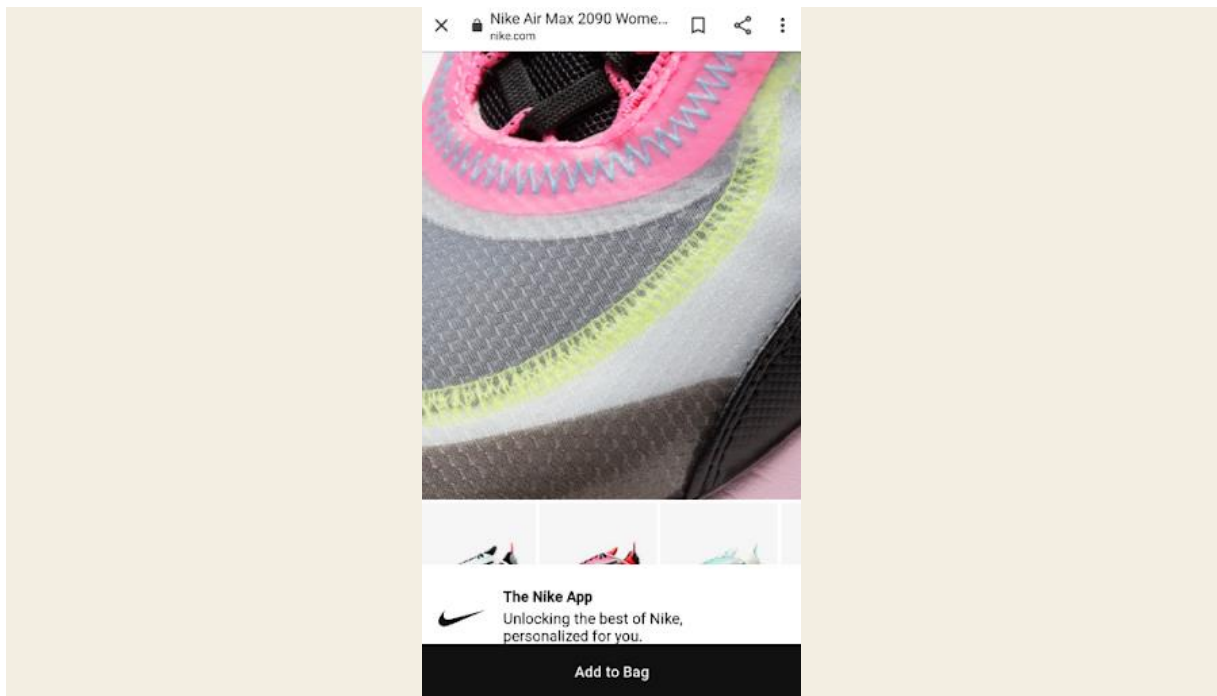 Nike Air Max 2090 Wome...
nike.com
The Nike App
Unlocking the best of Nike,
personalized for you.
Add to Bag